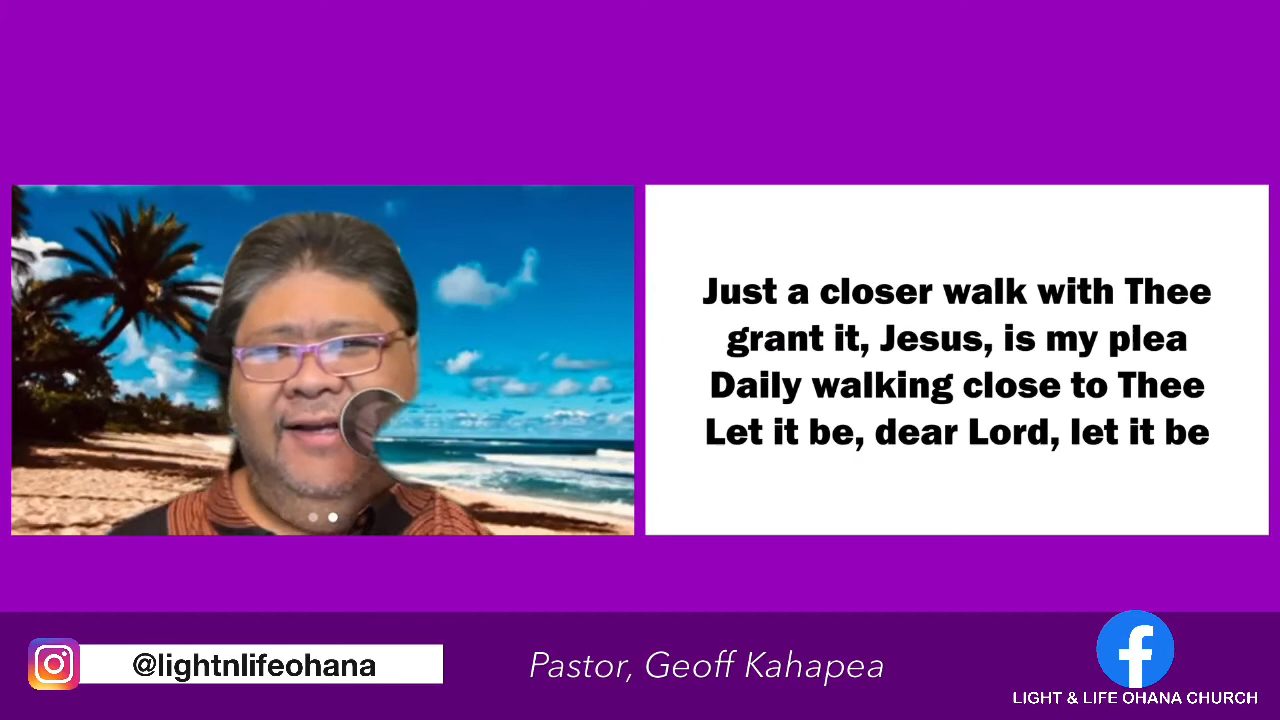 Just a closer walk with Thee
grant it, Jesus, is my plea
Daily walking close to Thee
Let it be, dear Lord, let it be
@lightnlifeohana
Pastor, Geoff Kahapea
LIGHT & LIFE OHANA CHURCH